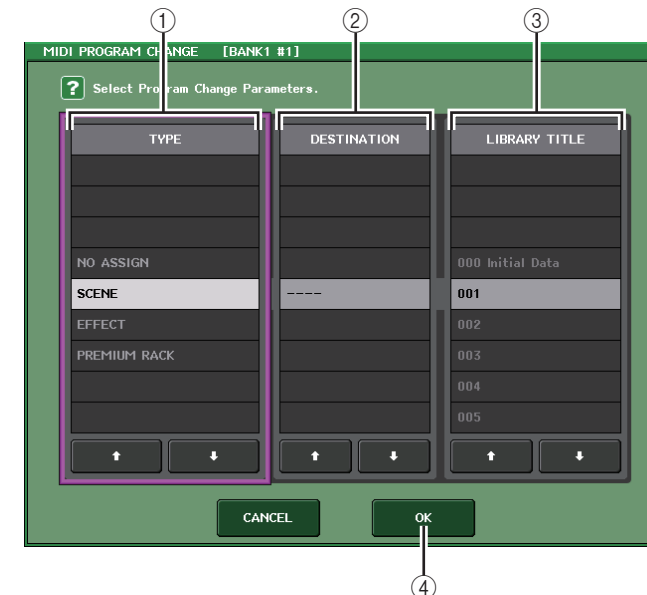 ① ② ③
MIDI PROGRAM CHANGE [BANK1 #1]
? Select Program Change Parameters.
TYPE DESTINATION LIBRARY TITLE
NO ASSIGN 000 Initial Data
SCENE ---- 001
EFFECT 002
PREMIUM RACK 003
004
005
CANCEL OK
④